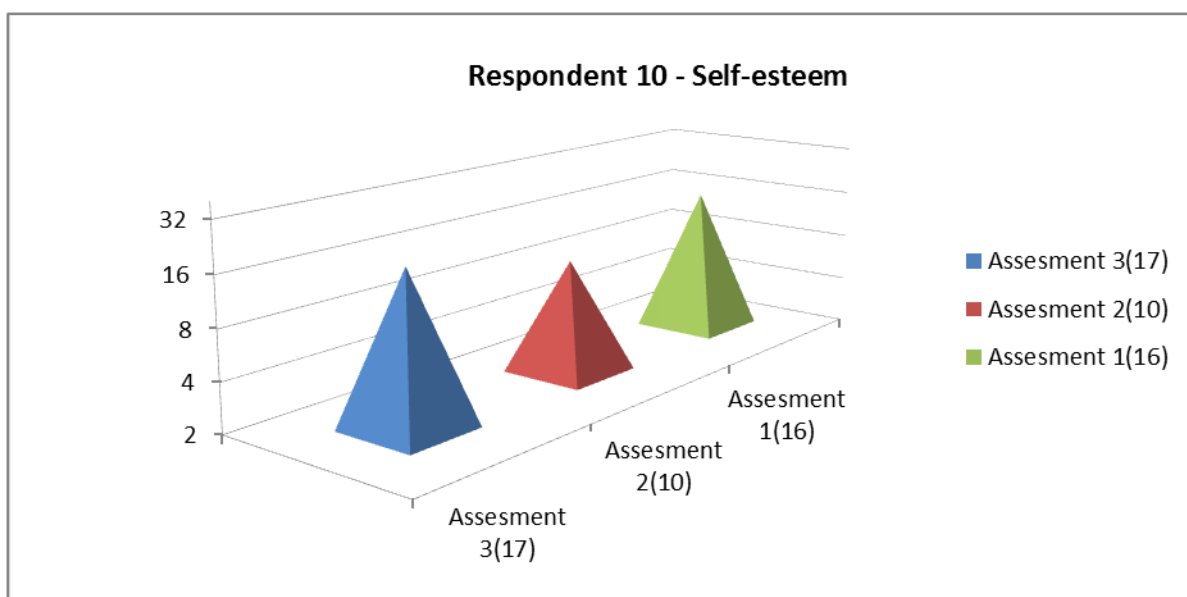 Respondent 10 - Self-esteem
32
16
8
4
2
Assesment
3(17)
Assesment
2(10)
Assesment
1(16)
Assesment 3(17)
Assesment 2(10)
Assesment 1(16)